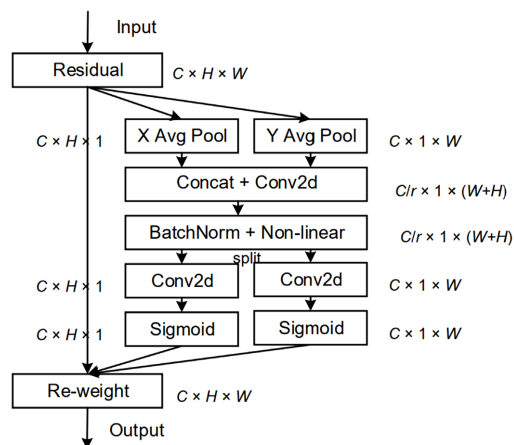 Input
Residual
C × H × W
C × H × 1
X Avg Pool
Y Avg Pool
C × 1 × W
Concat + Conv2d
C/r × 1 × (W+H)
BatchNorm + Non-linear
C/r × 1 × (W+H)
split
C × H × 1
Conv2d
Conv2d
C × 1 × W
C × H × 1
Sigmoid
Sigmoid
C × 1 × W
Re-weight
C × H × W
Output